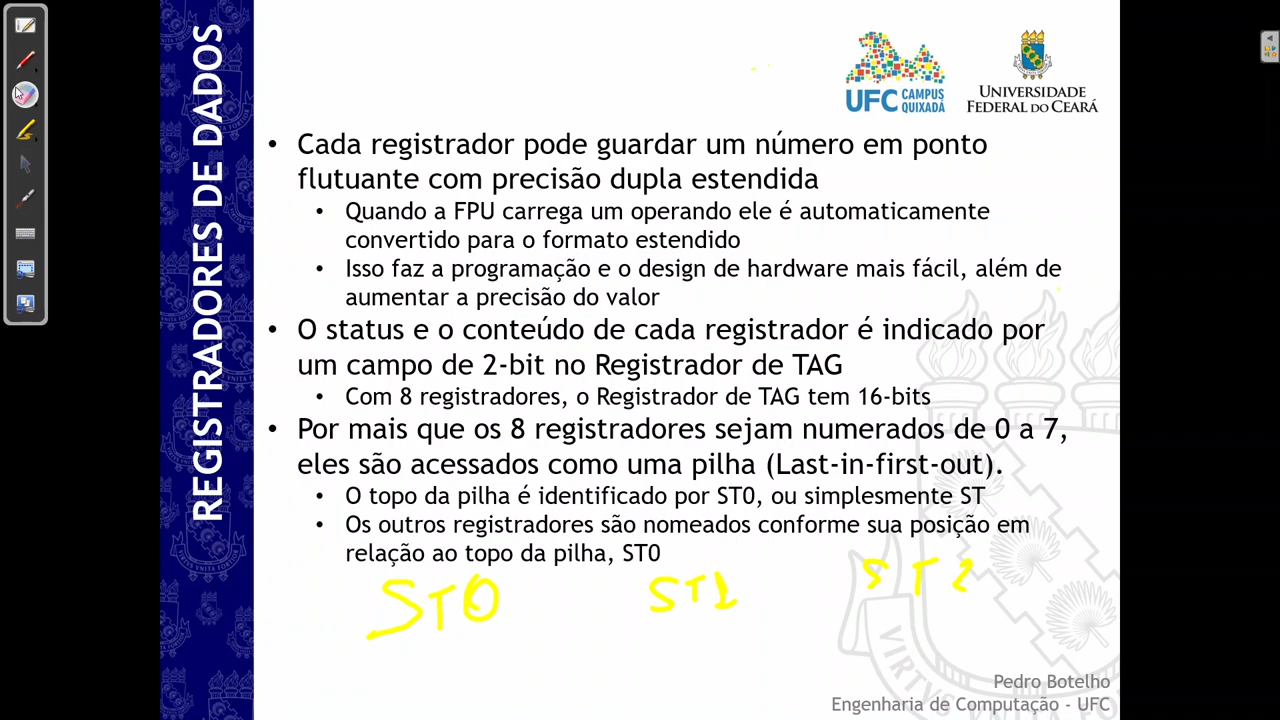 REGISTRADORES DE DADOS
UFC CAMPUS
QUIXADÁ
UNIVERSIDADE
FEDERAL DO CEARÁ
• Cada registrador pode guardar um número em ponto
flutuante com precisão dupla estendida
• Quando a FPU carrega um operando ele é automaticamente
convertido para o formato estendido
• Isso faz a programação e o design de hardware mais fácil, além de
aumentar a precisão do valor
• O status e o conteúdo de cada registrador é indicado por
um campo de 2-bit no Registrador de TAG
• Com 8 registradores, o Registrador de TAG tem 16-bits
• Por mais que os 8 registradores sejam numerados de 0 a 7,
eles são acessados como uma pilha (Last-in-first-out).
• O topo da pilha é identificado por ST0, ou simplesmente ST
• Os outros registradores são nomeados conforme sua posição em
relação ao topo da pilha, ST0
ST0 ST1 ST2
Pedro Botelho
Engenharia de Computação - UFC